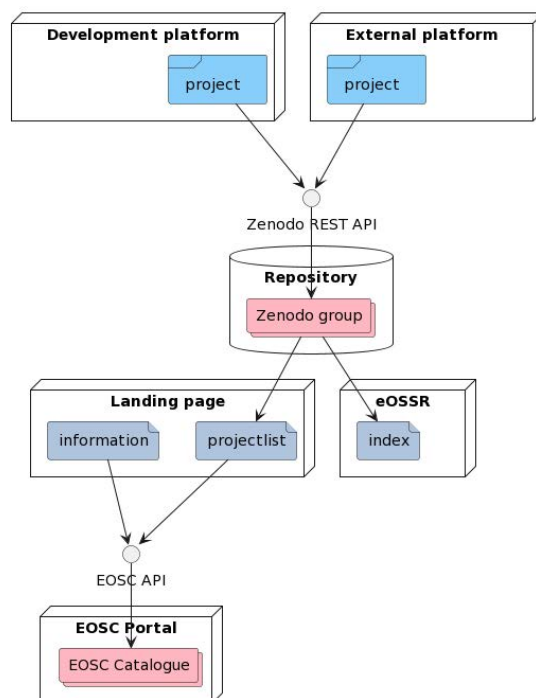 Development platform
External platform
project
project
Zenodo REST API
Repository
Zenodo group
Landing page
eOSSR
information
projectlist
index
EOSC API
EOSC Portal
EOSC Catalogue